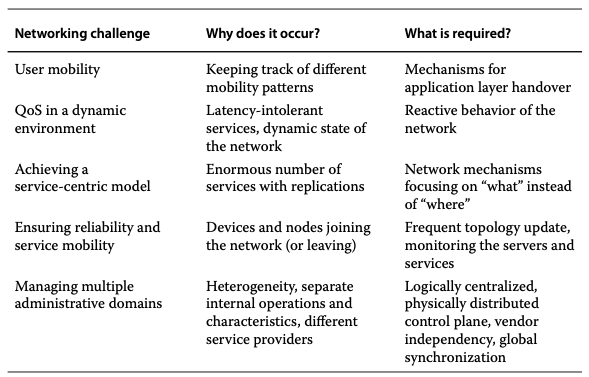 Networking challenge Why does it occur? What is required?
User mobility Keeping track of different Mechanisms for
mobility patterns application layer handover
QoS in a dynamic Latency-intolerant Reactive behavior of the
environment services, dynamic state of network
the network
Achieving a Enormous number of Network mechanisms
service-centric model services with replications focusing on “what” instead
of “where”
Ensuring reliability and Devices and nodes joining Frequent topology update,
service mobility the network (or leaving) monitoring the servers and
services
Managing multiple Heterogeneity, separate Logically centralized,
administrative domains internal operations and physically distributed
characteristics, different control plane, vendor
service providers independency, global
synchronization